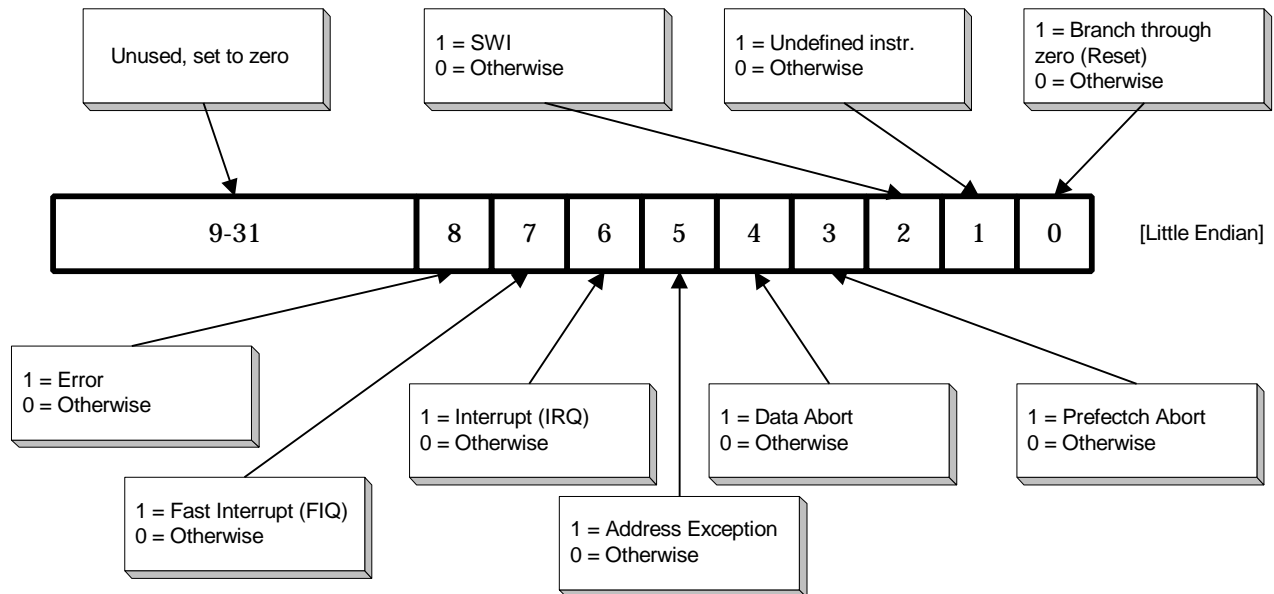 Unused, set to zero
1 = SWI
0 = Otherwise
1 = Undefined instr.
0 = Otherwise
1 = Branch through
zero (Reset)
0 = Otherwise
9-31 8 7 6 5 4 3 2 1 0 [Little Endian]
1 = Error
0 = Otherwise
1 = Interrupt (IRQ)
0 = Otherwise
1 = Data Abort
0 = Otherwise
1 = Prefectch Abort
0 = Otherwise
1 = Fast Interrupt (FIQ)
0 = Otherwise
1 = Address Exception
0 = Otherwise